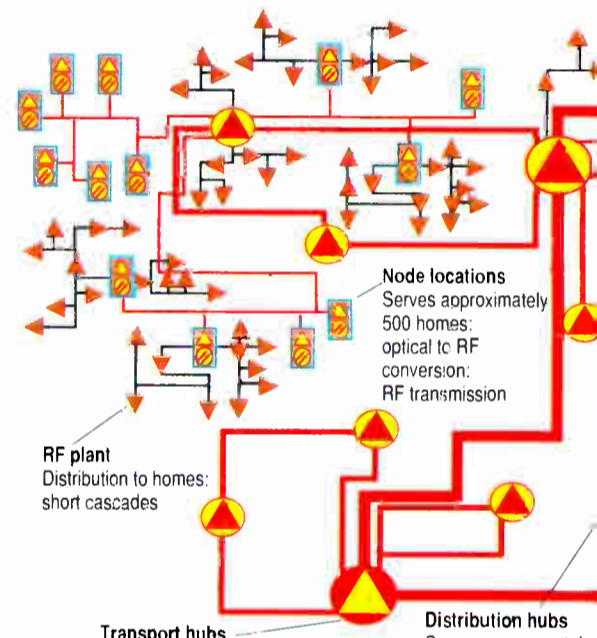 Node locations
Serves approximately
500 homes:
optical to RF
conversion:
RF transmission
RF plant
Distribution to homes:
short cascades
Transport hubs
Distribution hubs